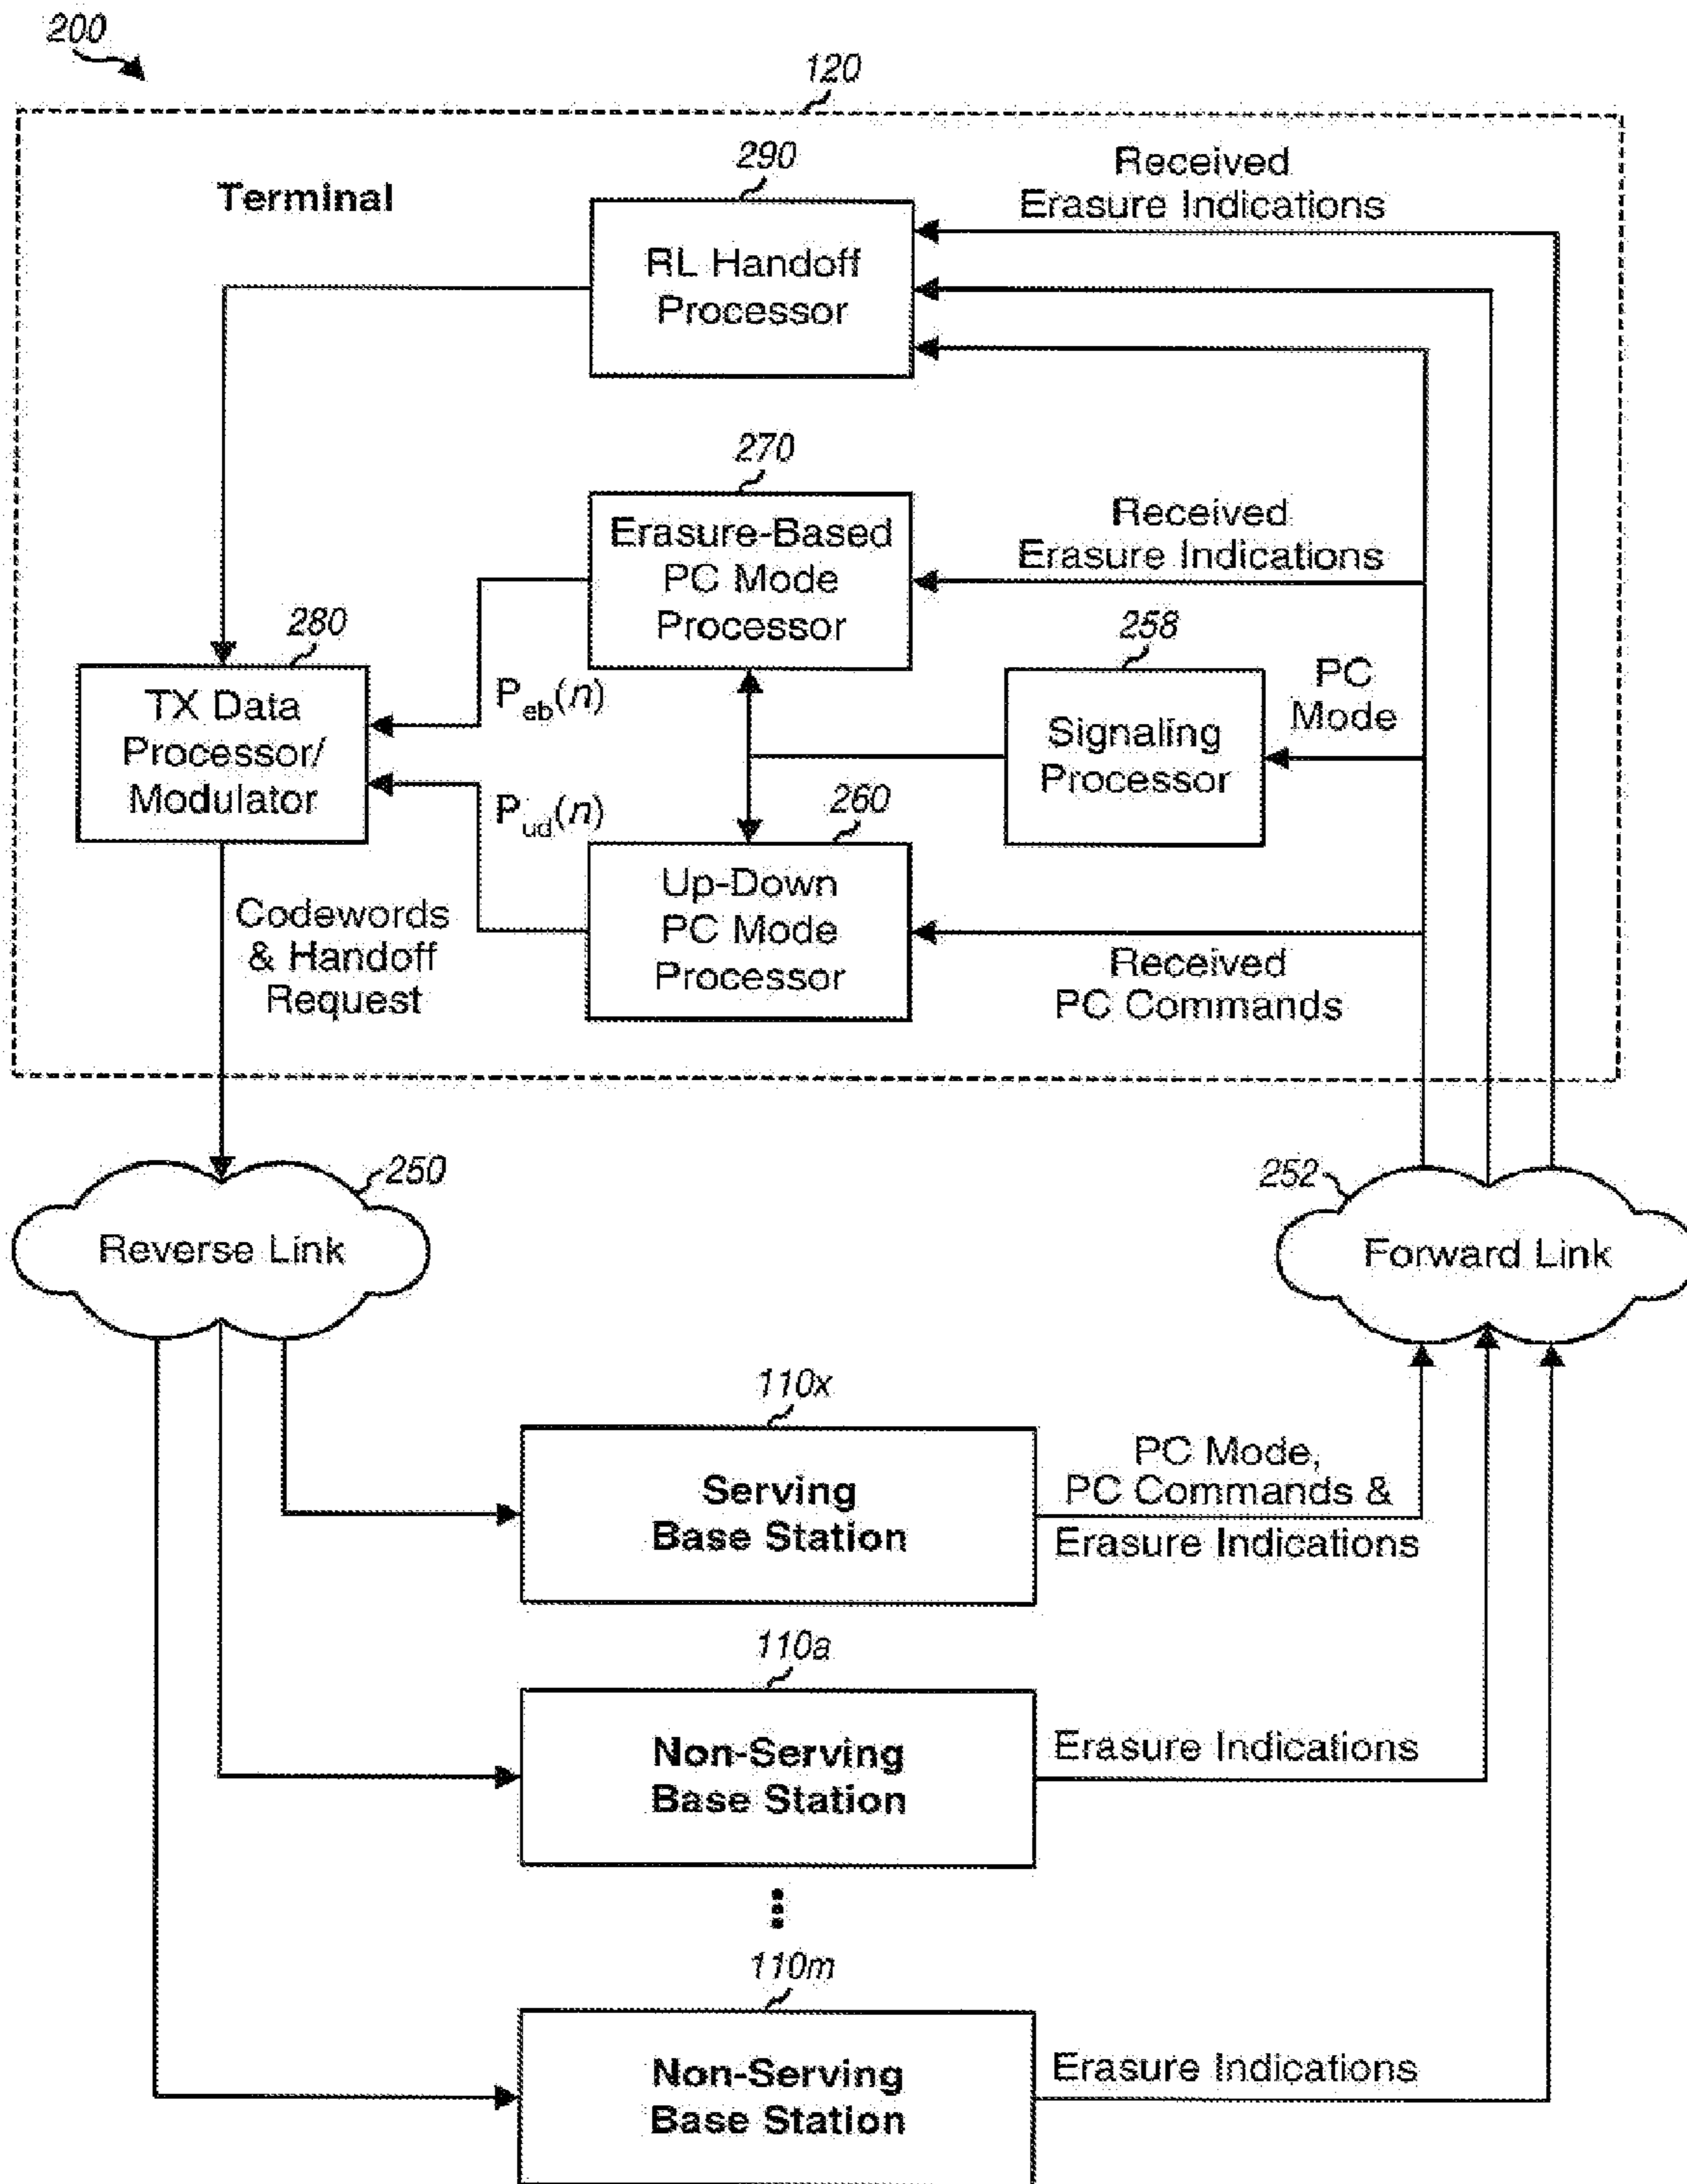 200
120
290
Terminal
Received
Erasure Indications
RL Handoff
Processor
270
Erasure-Based
PC Mode
Processor
Received
Erasure Indications
280
TX Data
Processor/
Modulator
Peb(n)
Pud(n)
258
Signaling
Processor
PC
Mode
260
Up-Down
PC Mode
Processor
Received
PC Commands
Codewords
& Handoff
Request
250
Reverse Link
252
Forward Link
110x
Serving
Base Station
PC Mode,
PC Commands &
Erasure Indications
110a
Non-Serving
Base Station
Erasure Indications
110m
Non-Serving
Base Station
Erasure Indications